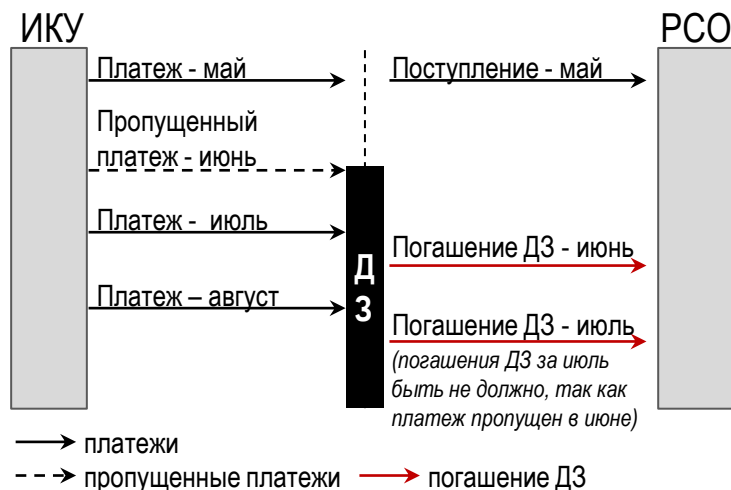 ИКУ
РСО
Платеж - май
Поступление - май
Пропущенный
платеж - июнь
Платеж -  июль
Погашение ДЗ - июнь
Д
З
Платеж – август
Погашение ДЗ - июль
(погашения ДЗ за июль
быть не должно, так как
платеж пропущен в июне)
платежи
пропущенные платежи
погашение ДЗ